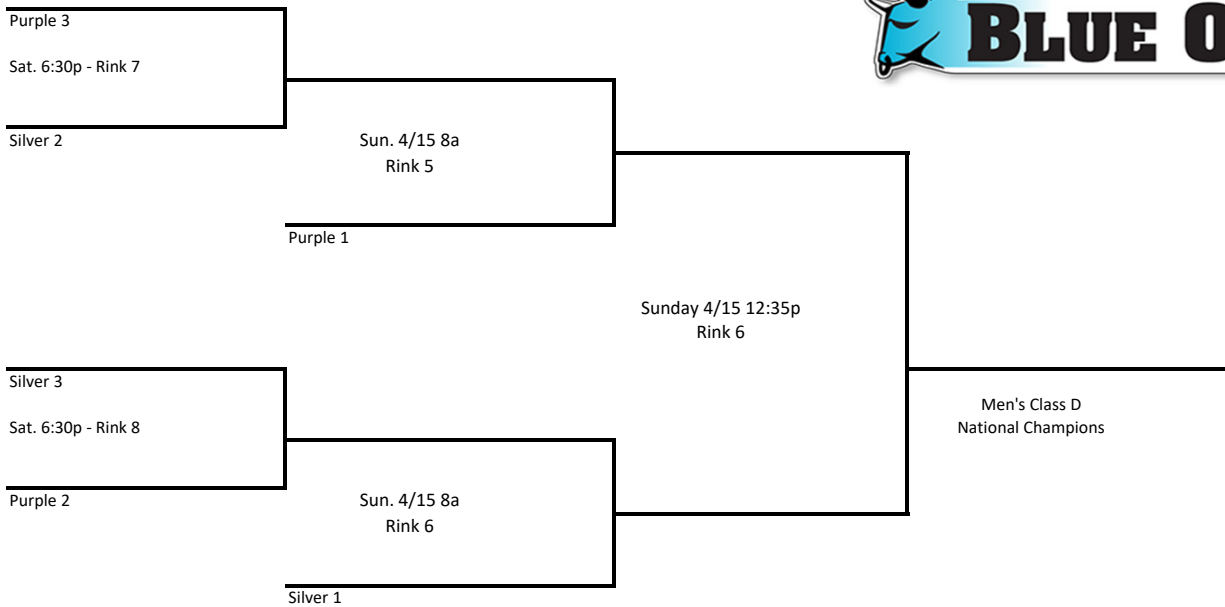 BLUE O
Purple 3
Sat. 6:30p - Rink 7
Silver 2
Sun. 4/15 8a
Rink 5
Purple 1
Sunday 4/15 12:35p
Rink 6
Silver 3
Sat. 6:30p - Rink 8
Men's Class D
National Champions
Purple 2
Sun. 4/15 8a
Rink 6
Silver 1